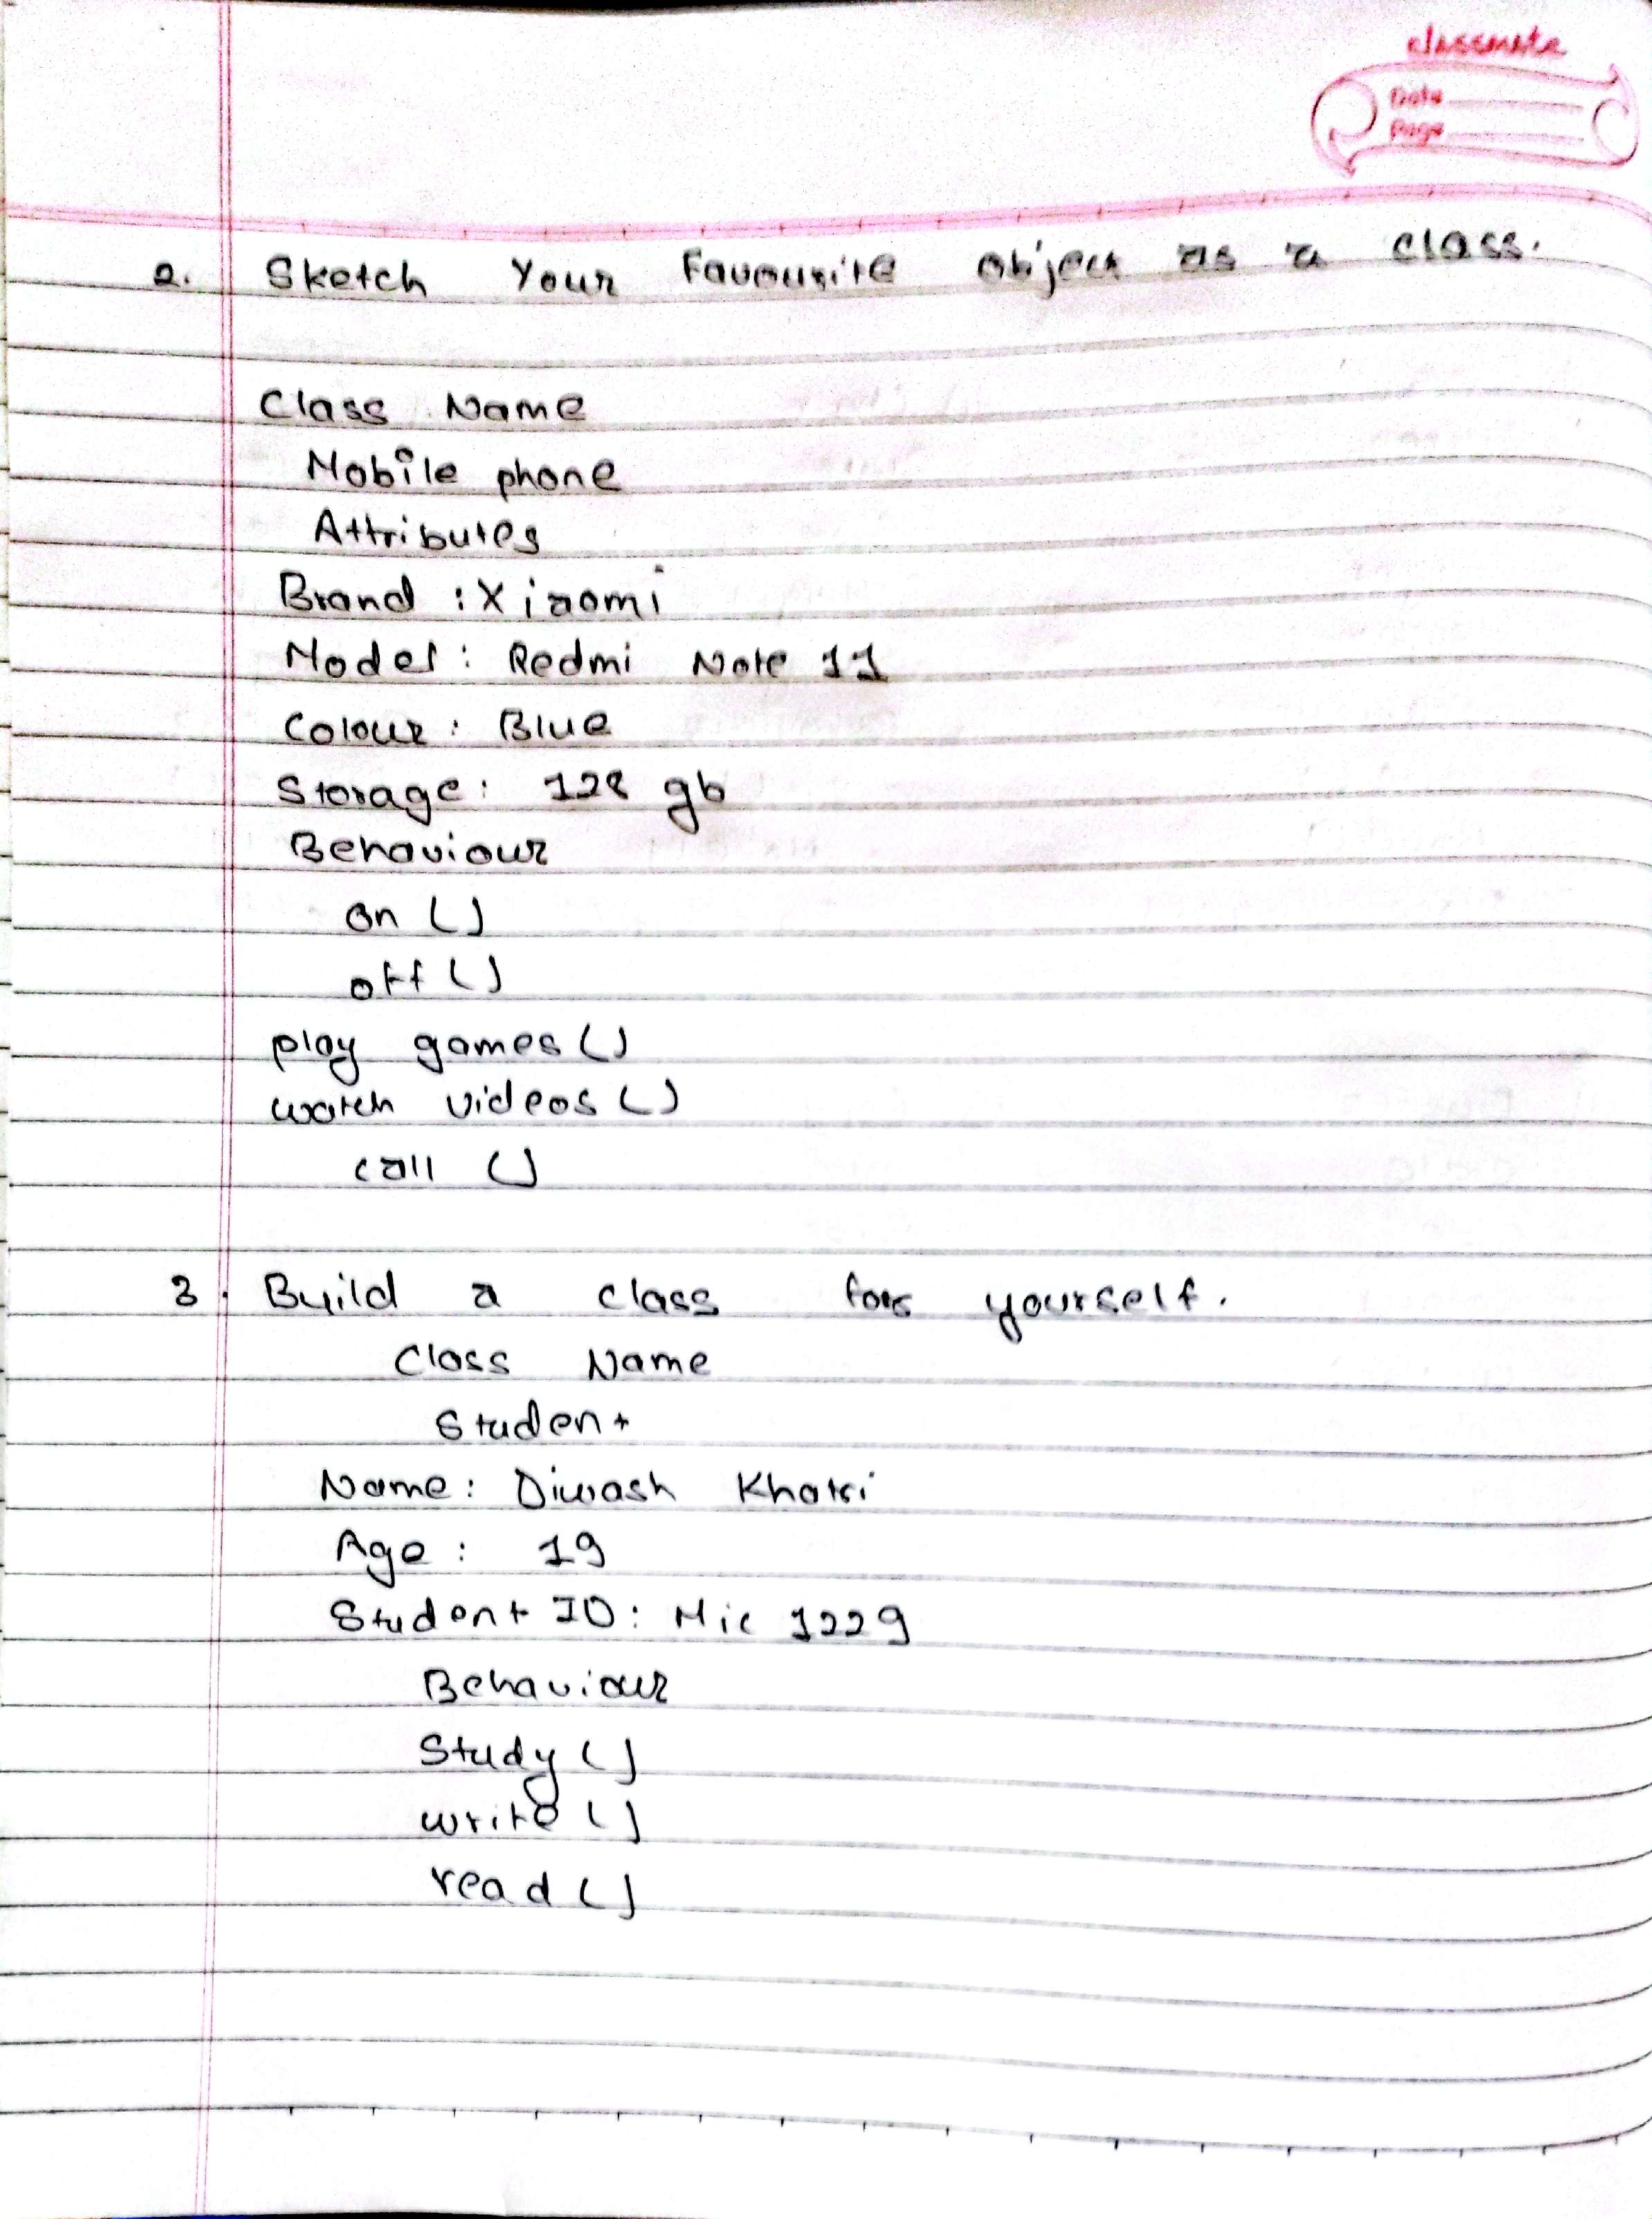 classmate
Date
Page
2. Sketch Your Favourite object as a class.
Class Name
Mobile phone
Attributes
Brand : Xiaomi
Model : Redmi Note 11
Colour : Blue
Storage : 128 gb
Behaviour
on ()
off ()
play games ()
watch videos ()
call ()
3. Build a class for yourself.
Class Name
Student
Name : Diwash Khatri
Age : 19
Student ID : Mic 1229
Behaviour
Study ()
write ()
read ()